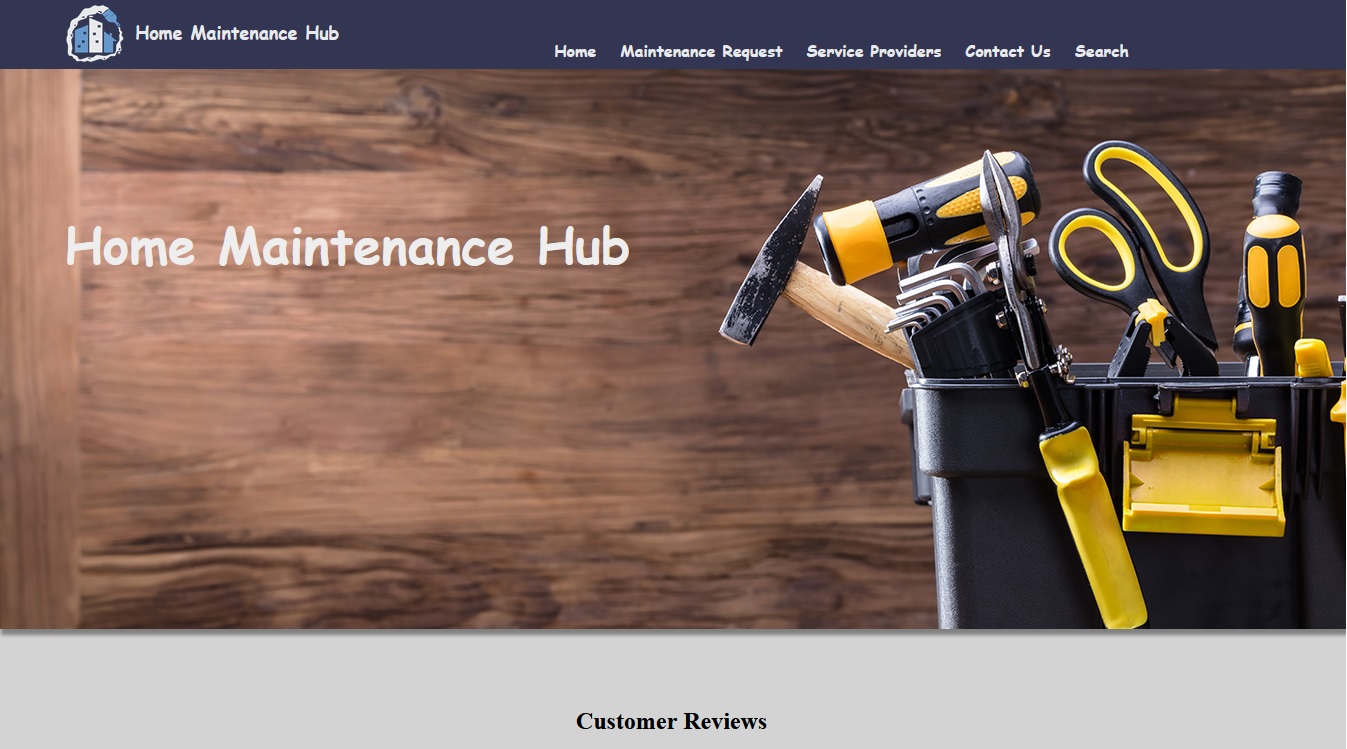 Home Maintenance Hub
Home Maintenance Request Service Providers Contact Us Search
Home Maintenance Hub
Customer Reviews